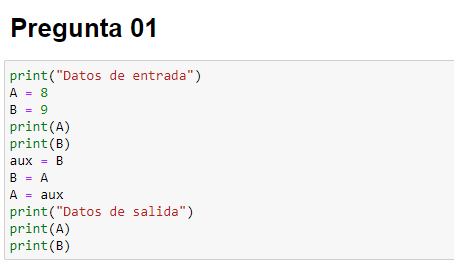 Pregunta 01
print("Datos de entrada")
A = 8
B = 9
print(A)
print(B)
aux = B
B = A
A = aux
print("Datos de salida")
print(A)
print(B)